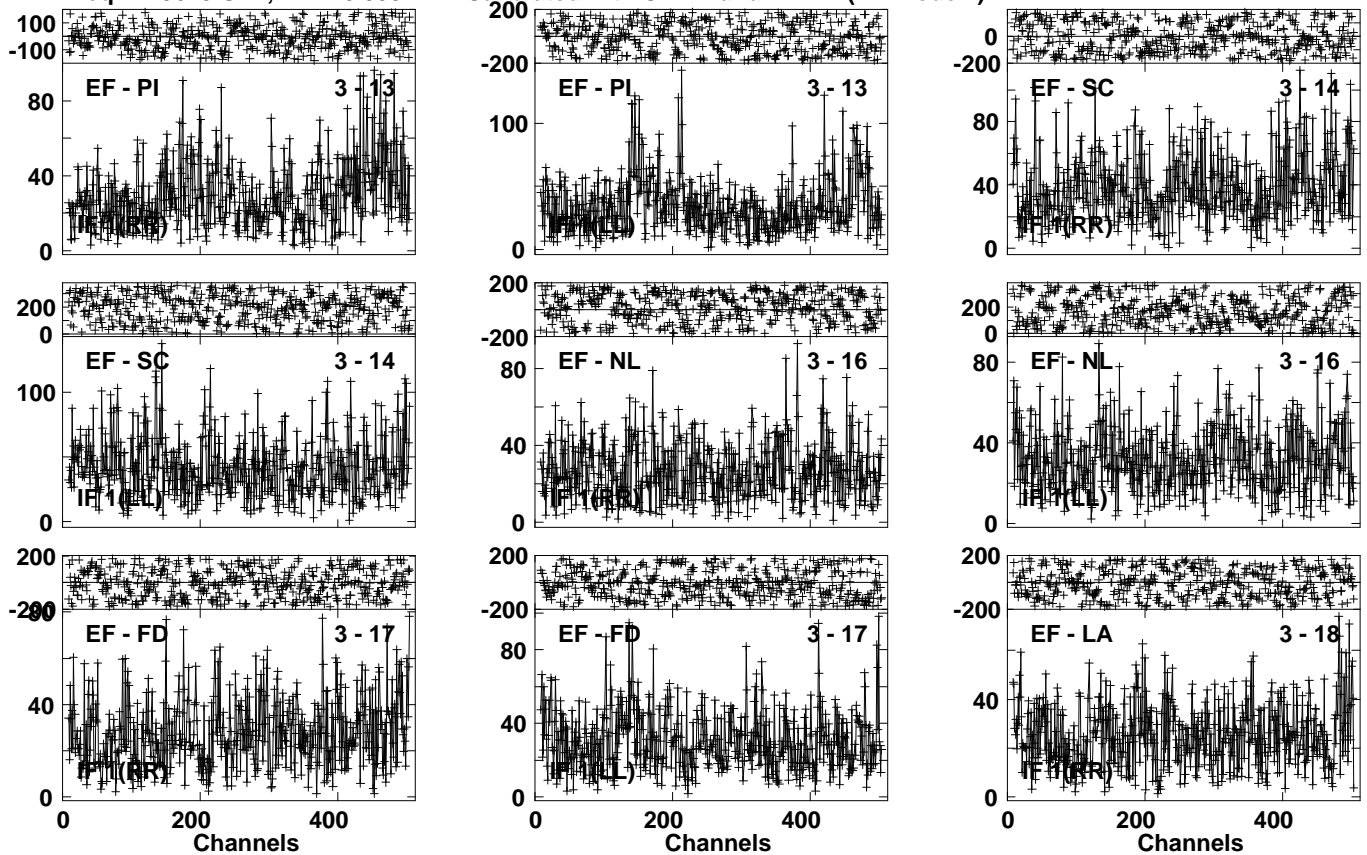 200
100
-100
0
-200
-200
EF - PI 3 - 13
EF - PI 3 - 13
EF - SC 3 - 14
80
100
80
40
40
IF 1(RR)
IF 1(LL)
IF 1(RR)
0
0
0
200
0
200
-200
200
0
EF - SC 3 - 14
EF - NL 3 - 16
EF - NL 3 - 16
100
80
80
40
40
IF 1(LL)
IF 1(RR)
IF 1(LL)
0
0
0
200
-200
200
-200
200
-200
80
EF - FD 3 - 17
EF - FD 3 - 17
EF - LA 3 - 18
80
40
40
40
IF 1(RR)
IF 1(LL)
IF 1(RR)
0
0
0
0 200 400
0 200 400
0 200 400
Channels
Channels
Channels